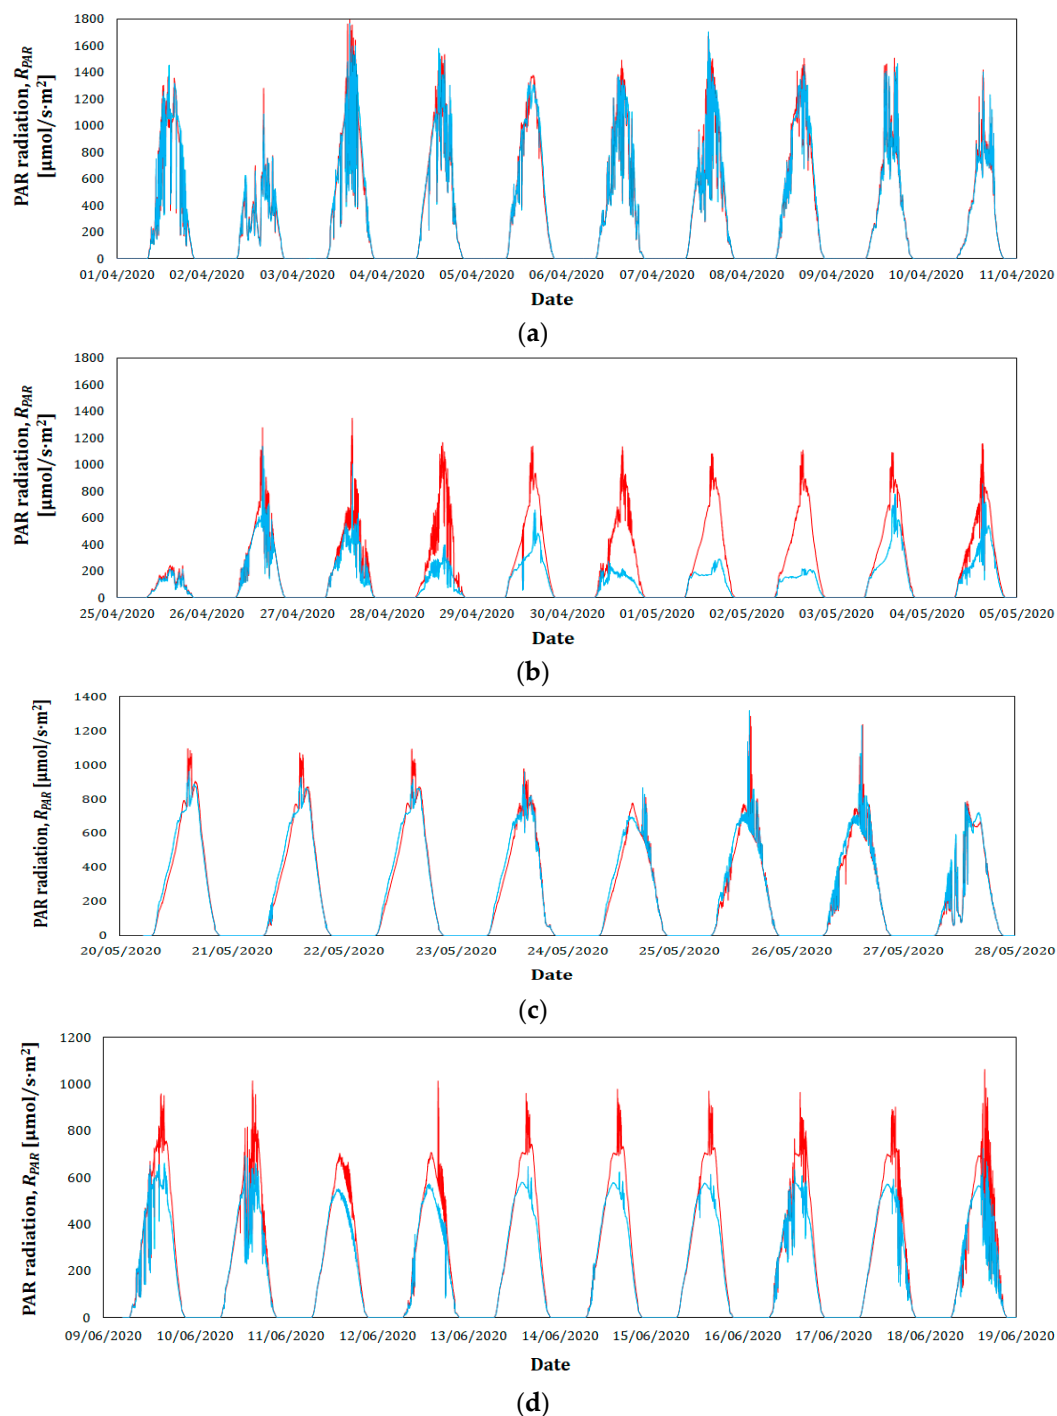 PAR radiation, R_PAR
[μmol/s·m²]
1800
1600
1400
1200
1000
800
600
400
200
0
01/04/2020 02/04/2020 03/04/2020 04/04/2020 05/04/2020 06/04/2020 07/04/2020 08/04/2020 09/04/2020 10/04/2020 11/04/2020
Date
(a)
PAR radiation, R_PAR
[μmol/s·m²]
1800
1600
1400
1200
1000
800
600
400
200
0
25/04/2020 26/04/2020 27/04/2020 28/04/2020 29/04/2020 30/04/2020 01/05/2020 02/05/2020 03/05/2020 04/05/2020 05/05/2020
Date
(b)
PAR radiation, R_PAR [μmol/s·m²]
1400
1200
1000
800
600
400
200
0
20/05/2020 21/05/2020 22/05/2020 23/05/2020 24/05/2020 25/05/2020 26/05/2020 27/05/2020 28/05/2020
Date
(c)
PAR radiation, R_PAR [μmol/s·m²]
1200
1000
800
600
400
200
0
09/06/2020 10/06/2020 11/06/2020 12/06/2020 13/06/2020 14/06/2020 15/06/2020 16/06/2020 17/06/2020 18/06/2020 19/06/2020
Date
(d)